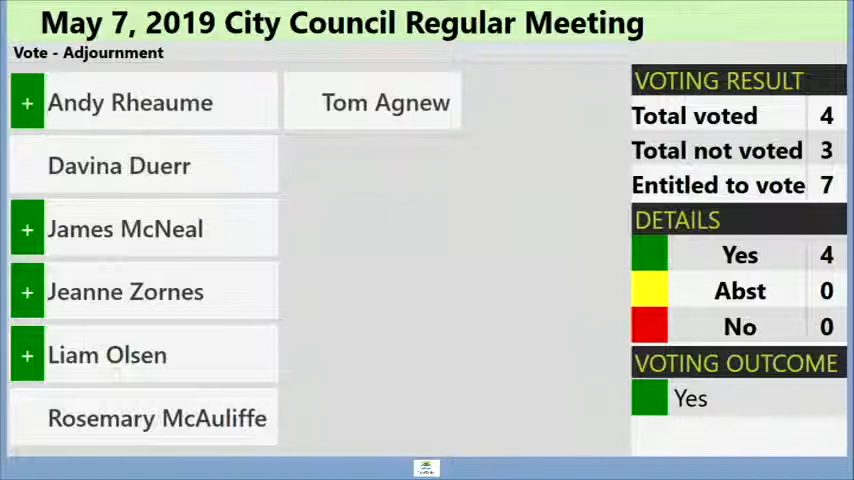 May 7, 2019 City Council Regular Meeting
Vote - Adjournment
+ Andy Rheaume
Tom Agnew
Davina Duerr
+ James McNeal
+ Jeanne Zornes
+ Liam Olsen
Rosemary McAuliffe
VOTING RESULT
Total voted 4
Total not voted 3
Entitled to vote 7
DETAILS
Yes 4
Abst 0
No 0
VOTING OUTCOME
Yes